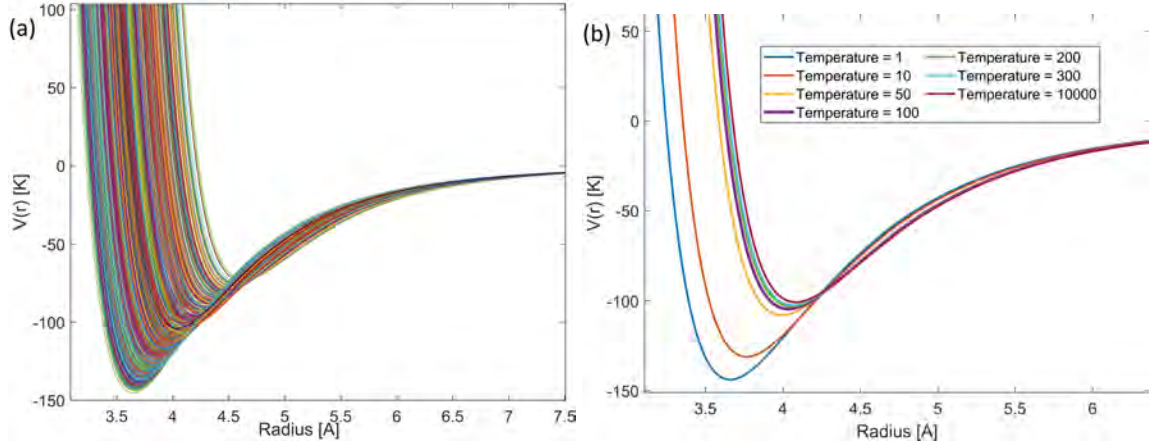 (a)
100
50
0
-50
-100
-150
V(r) [K]
3.5 4 4.5 5 5.5 6 6.5 7 7.5
Radius [A]
(b)
50
0
-50
-100
-150
V(r) [K]
Temperature = 1
Temperature = 10
Temperature = 50
Temperature = 100
Temperature = 200
Temperature = 300
Temperature = 10000
3.5 4 4.5 5 5.5 6
Radius [A]